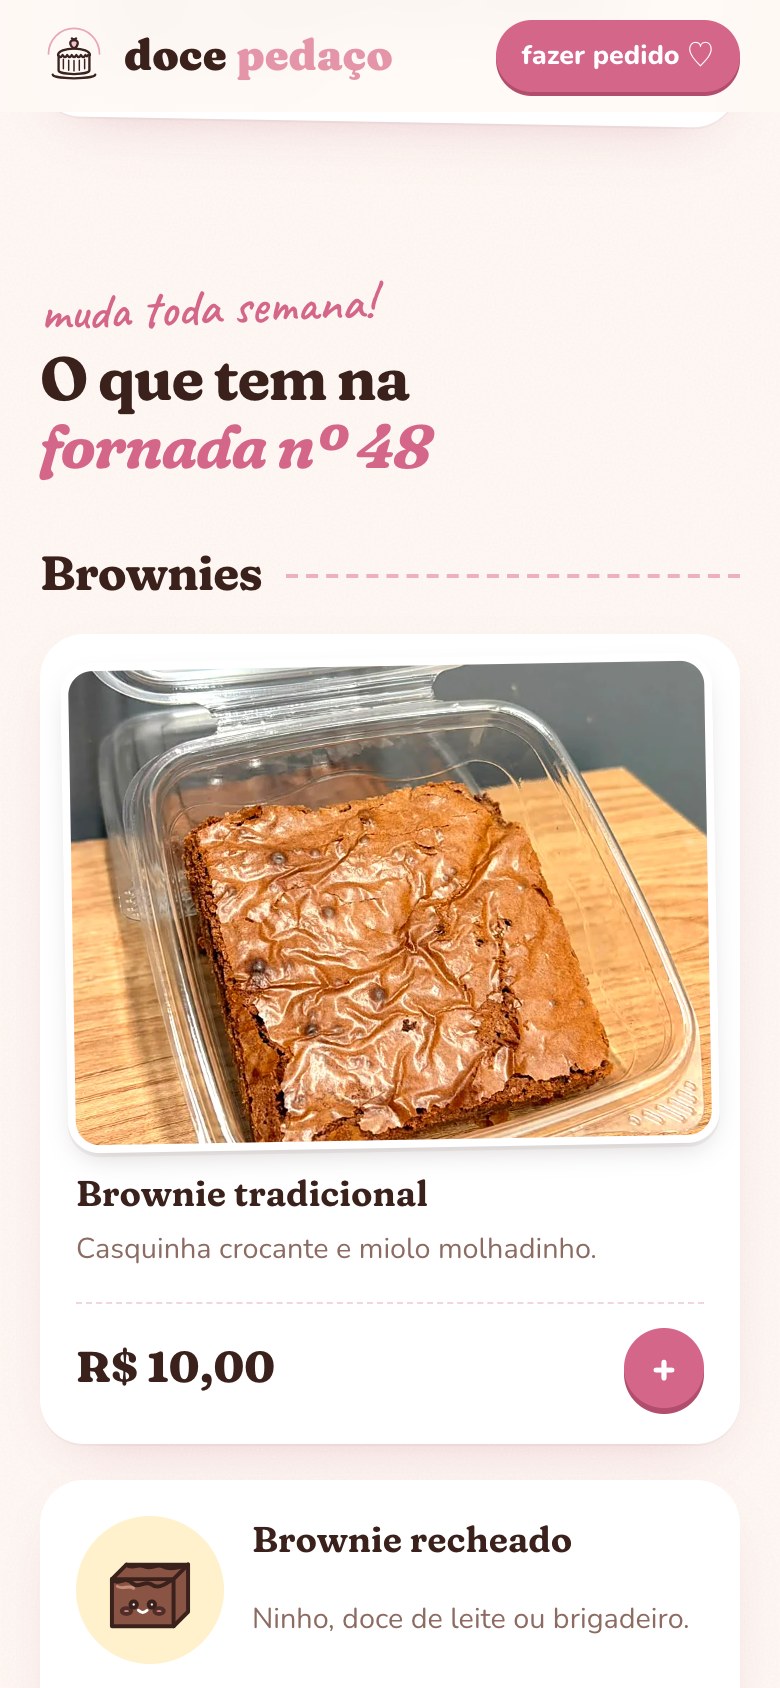 doce pedaço
fazer pedido ♡
muda toda semana!
O que tem na
fornada nº 48
Brownies
Brownie tradicional
Casquinha crocante e miolo molhadinho.
R$ 10,00
+
Brownie recheado
Ninho, doce de leite ou brigadeiro.